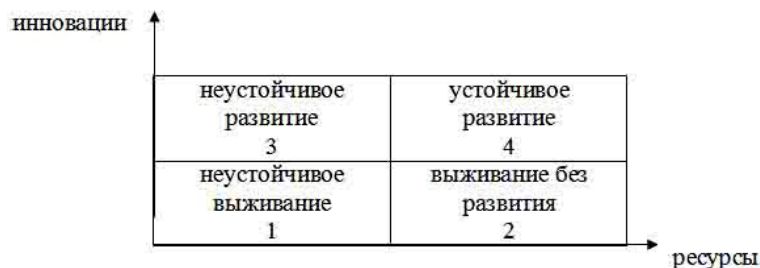 инновации
неустойчивое
развитие
3
устойчивое
развитие
4
неустойчивое
выживание
1
выживание без
развития
2
ресурсы